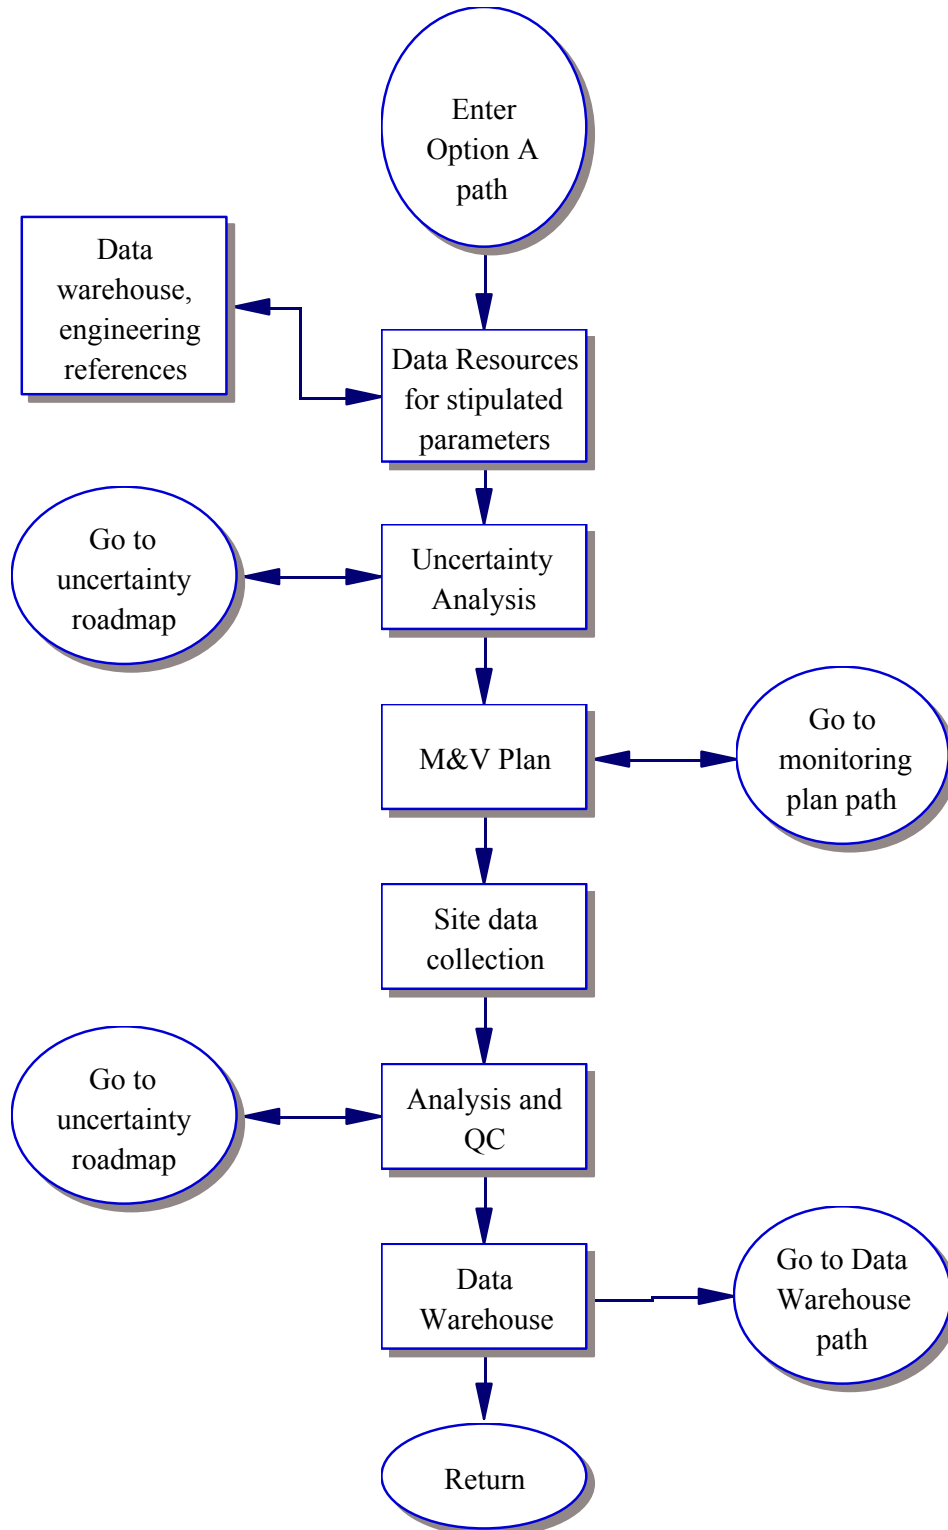 Enter
Option A
path
Data
warehouse,
engineering
references
Data Resources
for stipulated
parameters
Go to
uncertainty
roadmap
Uncertainty
Analysis
M&V Plan
Go to
monitoring
plan path
Site data
collection
Go to
uncertainty
roadmap
Analysis and
QC
Data
Warehouse
Go to Data
Warehouse
path
Return